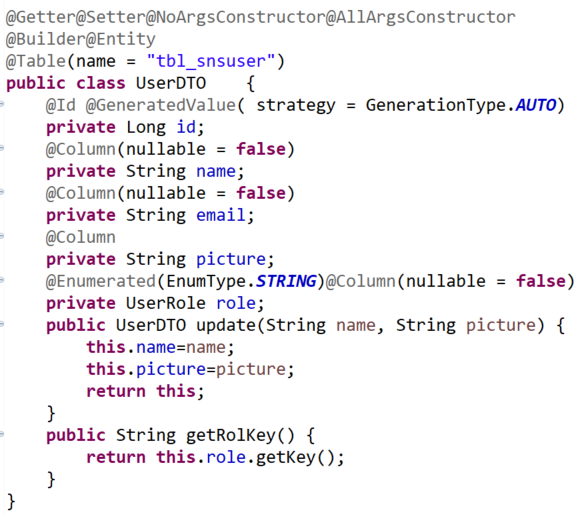 @Getter@Setter@NoArgsConstructor@AllArgsConstructor
@Builder@Entity
@Table(name = "tbl_snsuser")
public class UserDTO    {
    @Id @GeneratedValue( strategy = GenerationType.AUTO)
    private Long id;
    @Column(nullable = false)
    private String name;
    @Column(nullable = false)
    private String email;
    @Column
    private String picture;
    @Enumerated(EnumType.STRING)@Column(nullable = false)
    private UserRole role;
    public UserDTO update(String name, String picture) {
        this.name=name;
        this.picture=picture;
        return this;
    }
    public String getRolKey() {
        return this.role.getKey();
    }
}